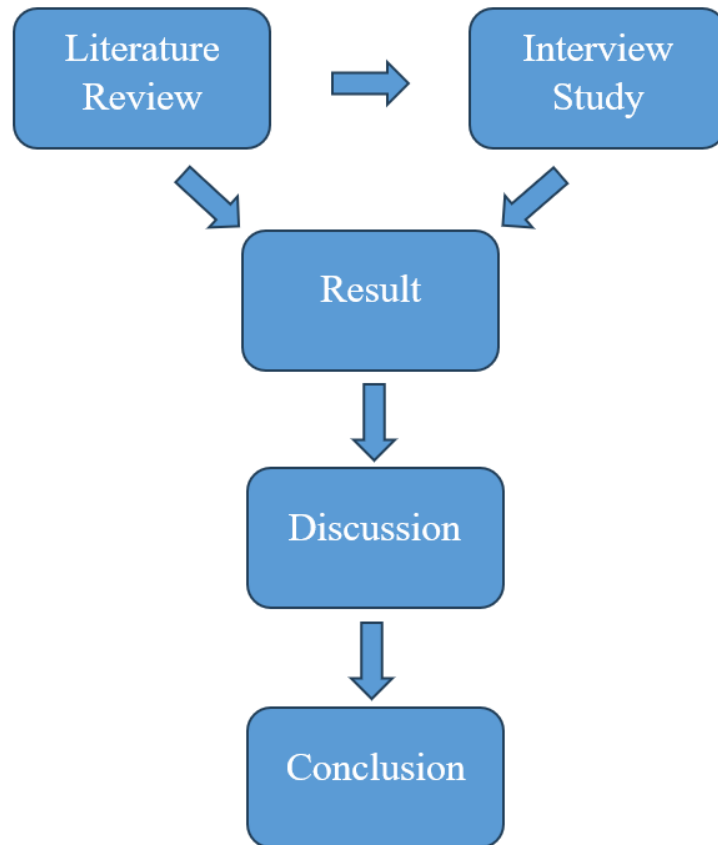 Literature
Review
Interview
Study
Result
Discussion
Conclusion